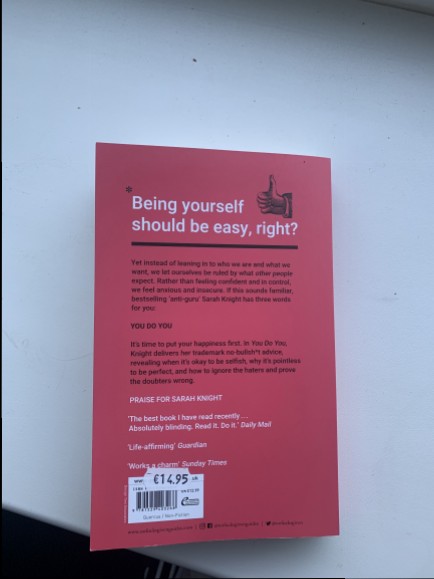 *Being yourself
should be easy, right?
Yet instead of leaning in to who we are and what we
want, we let ourselves be ruled by what other people
expect. Rather than feeling confident and in control,
we feel anxious and insecure. If this sounds familiar,
bestselling 'anti-guru' Sarah Knight has three words
for you:
YOU DO YOU
It's time to put your happiness first. In You Do You,
Knight delivers her trademark no-bullsh*t advice,
revealing when it's okay to be selfish, why it's pointless
to be perfect, and how to ignore the haters and prove
the doubters wrong.
PRAISE FOR SARAH KNIGHT
'The best book I have read recently ...
Absolutely blinding. Read it. Do it.' Daily Mail
'Life-affirming' Guardian
'Works a charm' Sunday Times
€14.95